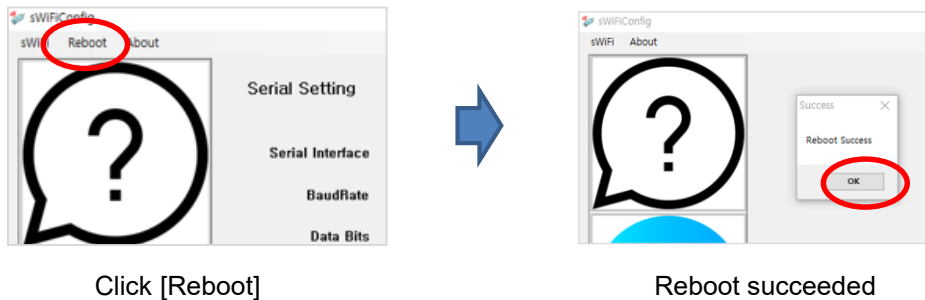 sWiFiConfig
sWiFi Reboot About
Serial Setting
Serial Interface
BaudRate
Data Bits
Click [Reboot]
sWiFiConfig
sWiFi About
Success
Reboot Success
OK
Reboot succeeded